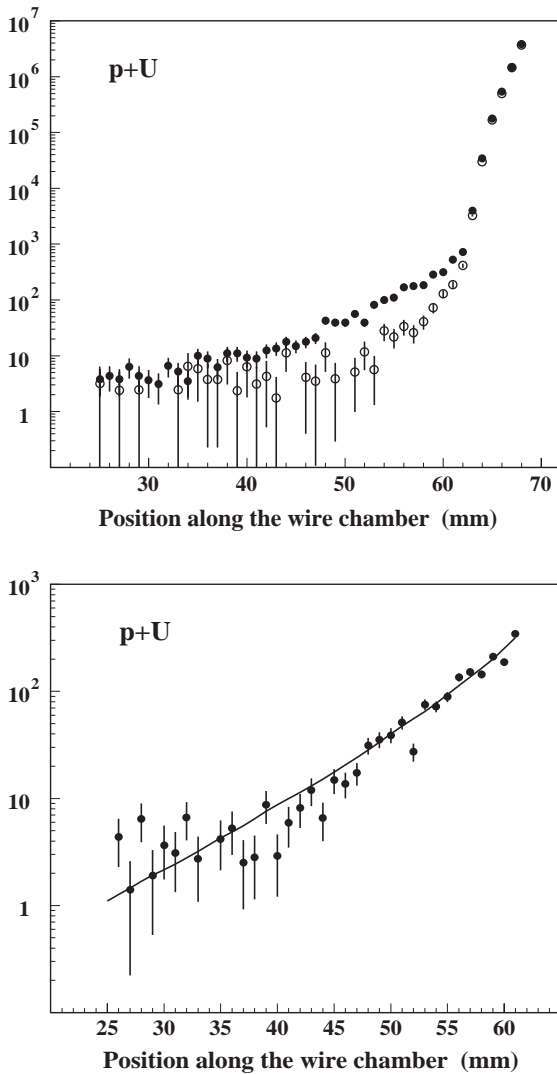 10^7
p+U
10^6
10^5
10^4
10^3
10^2
10
1
30 40 50 60 70
Position along the wire chamber (mm)
10^3
p+U
10^2
10
1
25 30 35 40 45 50 55 60
Position along the wire chamber (mm)